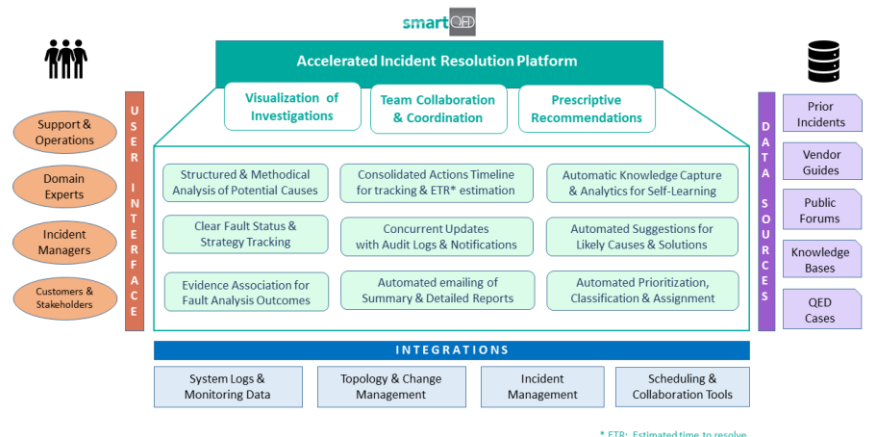 smart QED
Accelerated Incident Resolution Platform
Visualization of
Investigations
Team Collaboration
& Coordination
Prescriptive
Recommendations
Support &
Operations
Domain
Experts
Incident
Managers
Customers &
Stakeholders
USER INTERFACE
Structured & Methodical
Analysis of Potential Causes
Consolidated Actions Timeline
for tracking & ETR* estimation
Automatic Knowledge Capture
& Analytics for Self-Learning
Clear Fault Status &
Strategy Tracking
Concurrent Updates
with Audit Logs & Notifications
Automated Suggestions for
Likely Causes & Solutions
Evidence Association for
Fault Analysis Outcomes
Automated emailing of
Summary & Detailed Reports
Automated Prioritization,
Classification & Assignment
DATA SOURCES
Prior
Incidents
Vendor
Guides
Public
Forums
Knowledge
Bases
QED
Cases
INTEGRATIONS
System Logs &
Monitoring Data
Topology & Change
Management
Incident
Management
Scheduling &
Collaboration Tools
* ETR: Estimated time to resolve